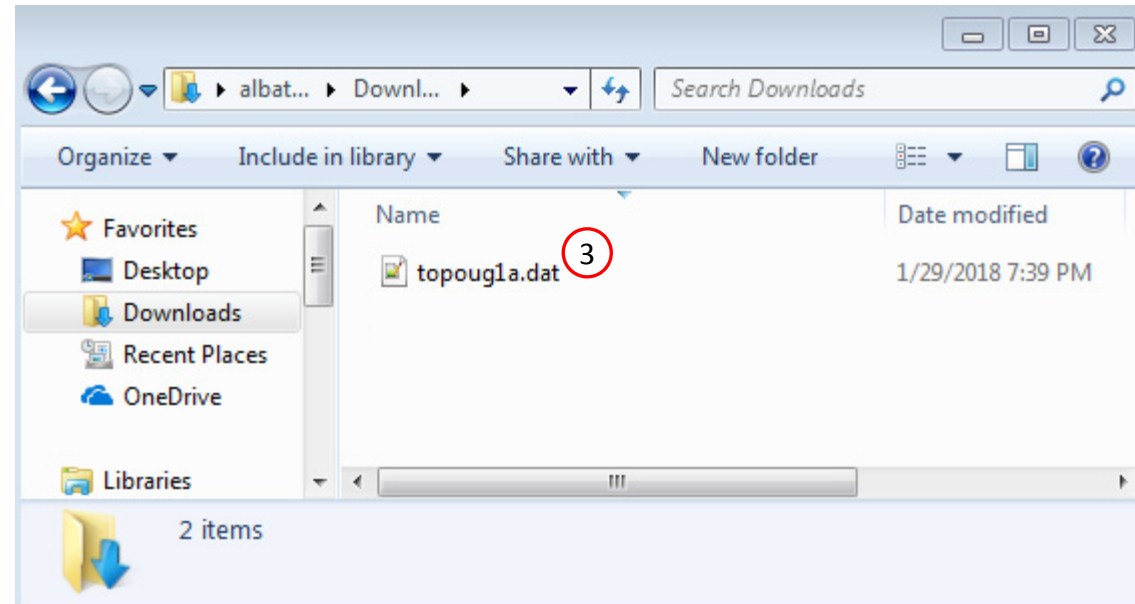 albat... Downl... Search Downloads
Organize Include in library Share with New folder
Favorites
Desktop
Downloads
Recent Places
OneDrive
Libraries
Name Date modified
topoug1a.dat 3 1/29/2018 7:39 PM
2 items